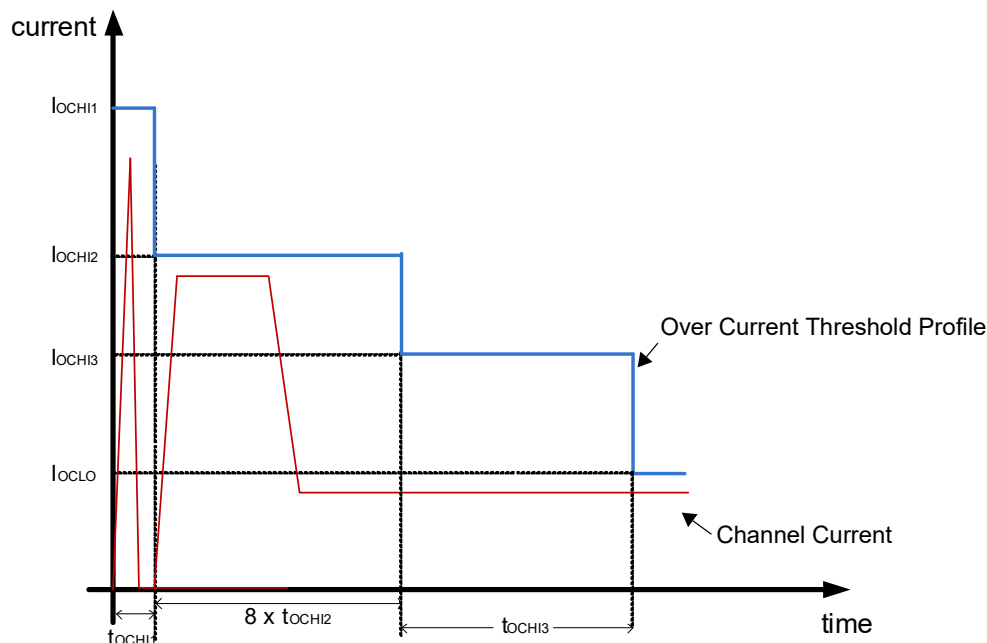 current
IOCHI1
IOCHI2
IOCHI3
IOCLO
Over Current Threshold Profile
Channel Current
time
tOCHI1
8 x tOCHI2
tOCHI3